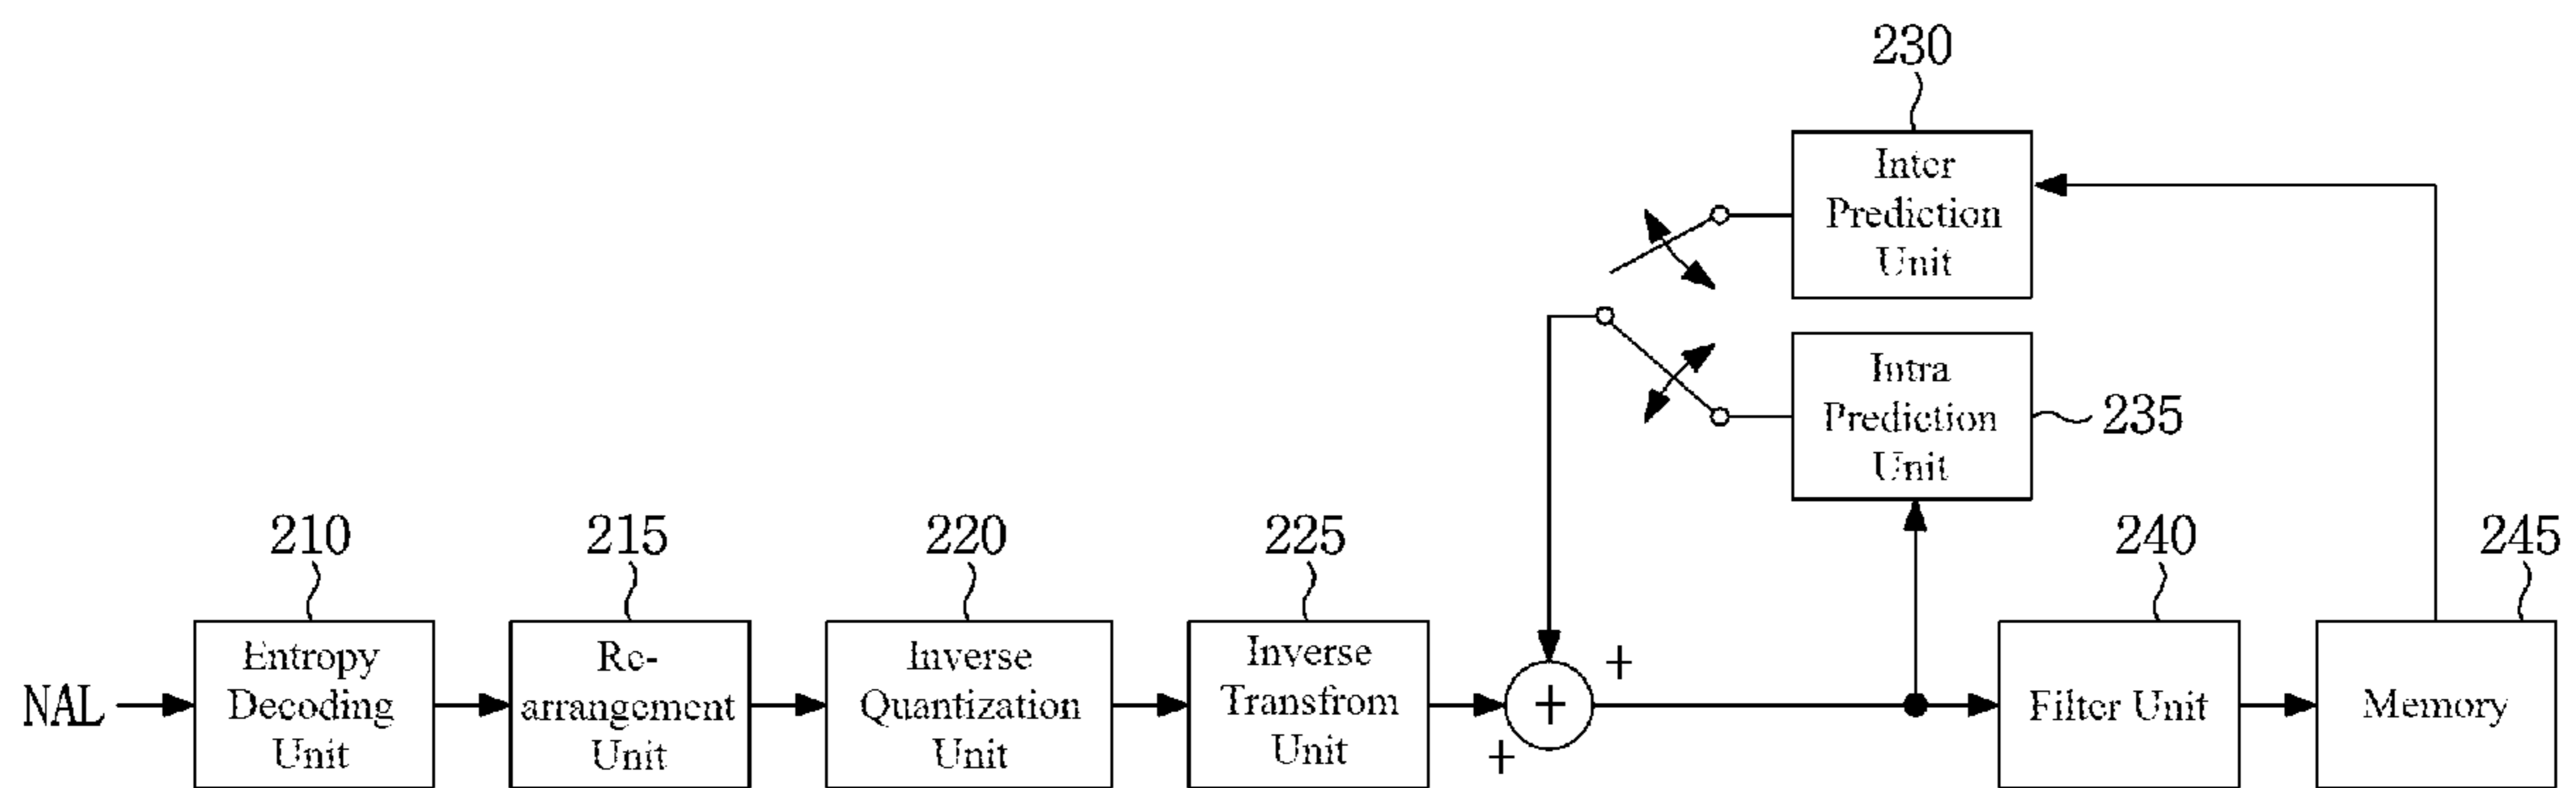 230
Inter
Prediction
Unit
Intra
Prediction
Unit
235
210
215
220
225
240
245
NAL
Entropy
Decoding
Unit
Re-
arrangement
Unit
Inverse
Quantization
Unit
Inverse
Transfrom
Unit
+
+
+
Filter Unit
Memory